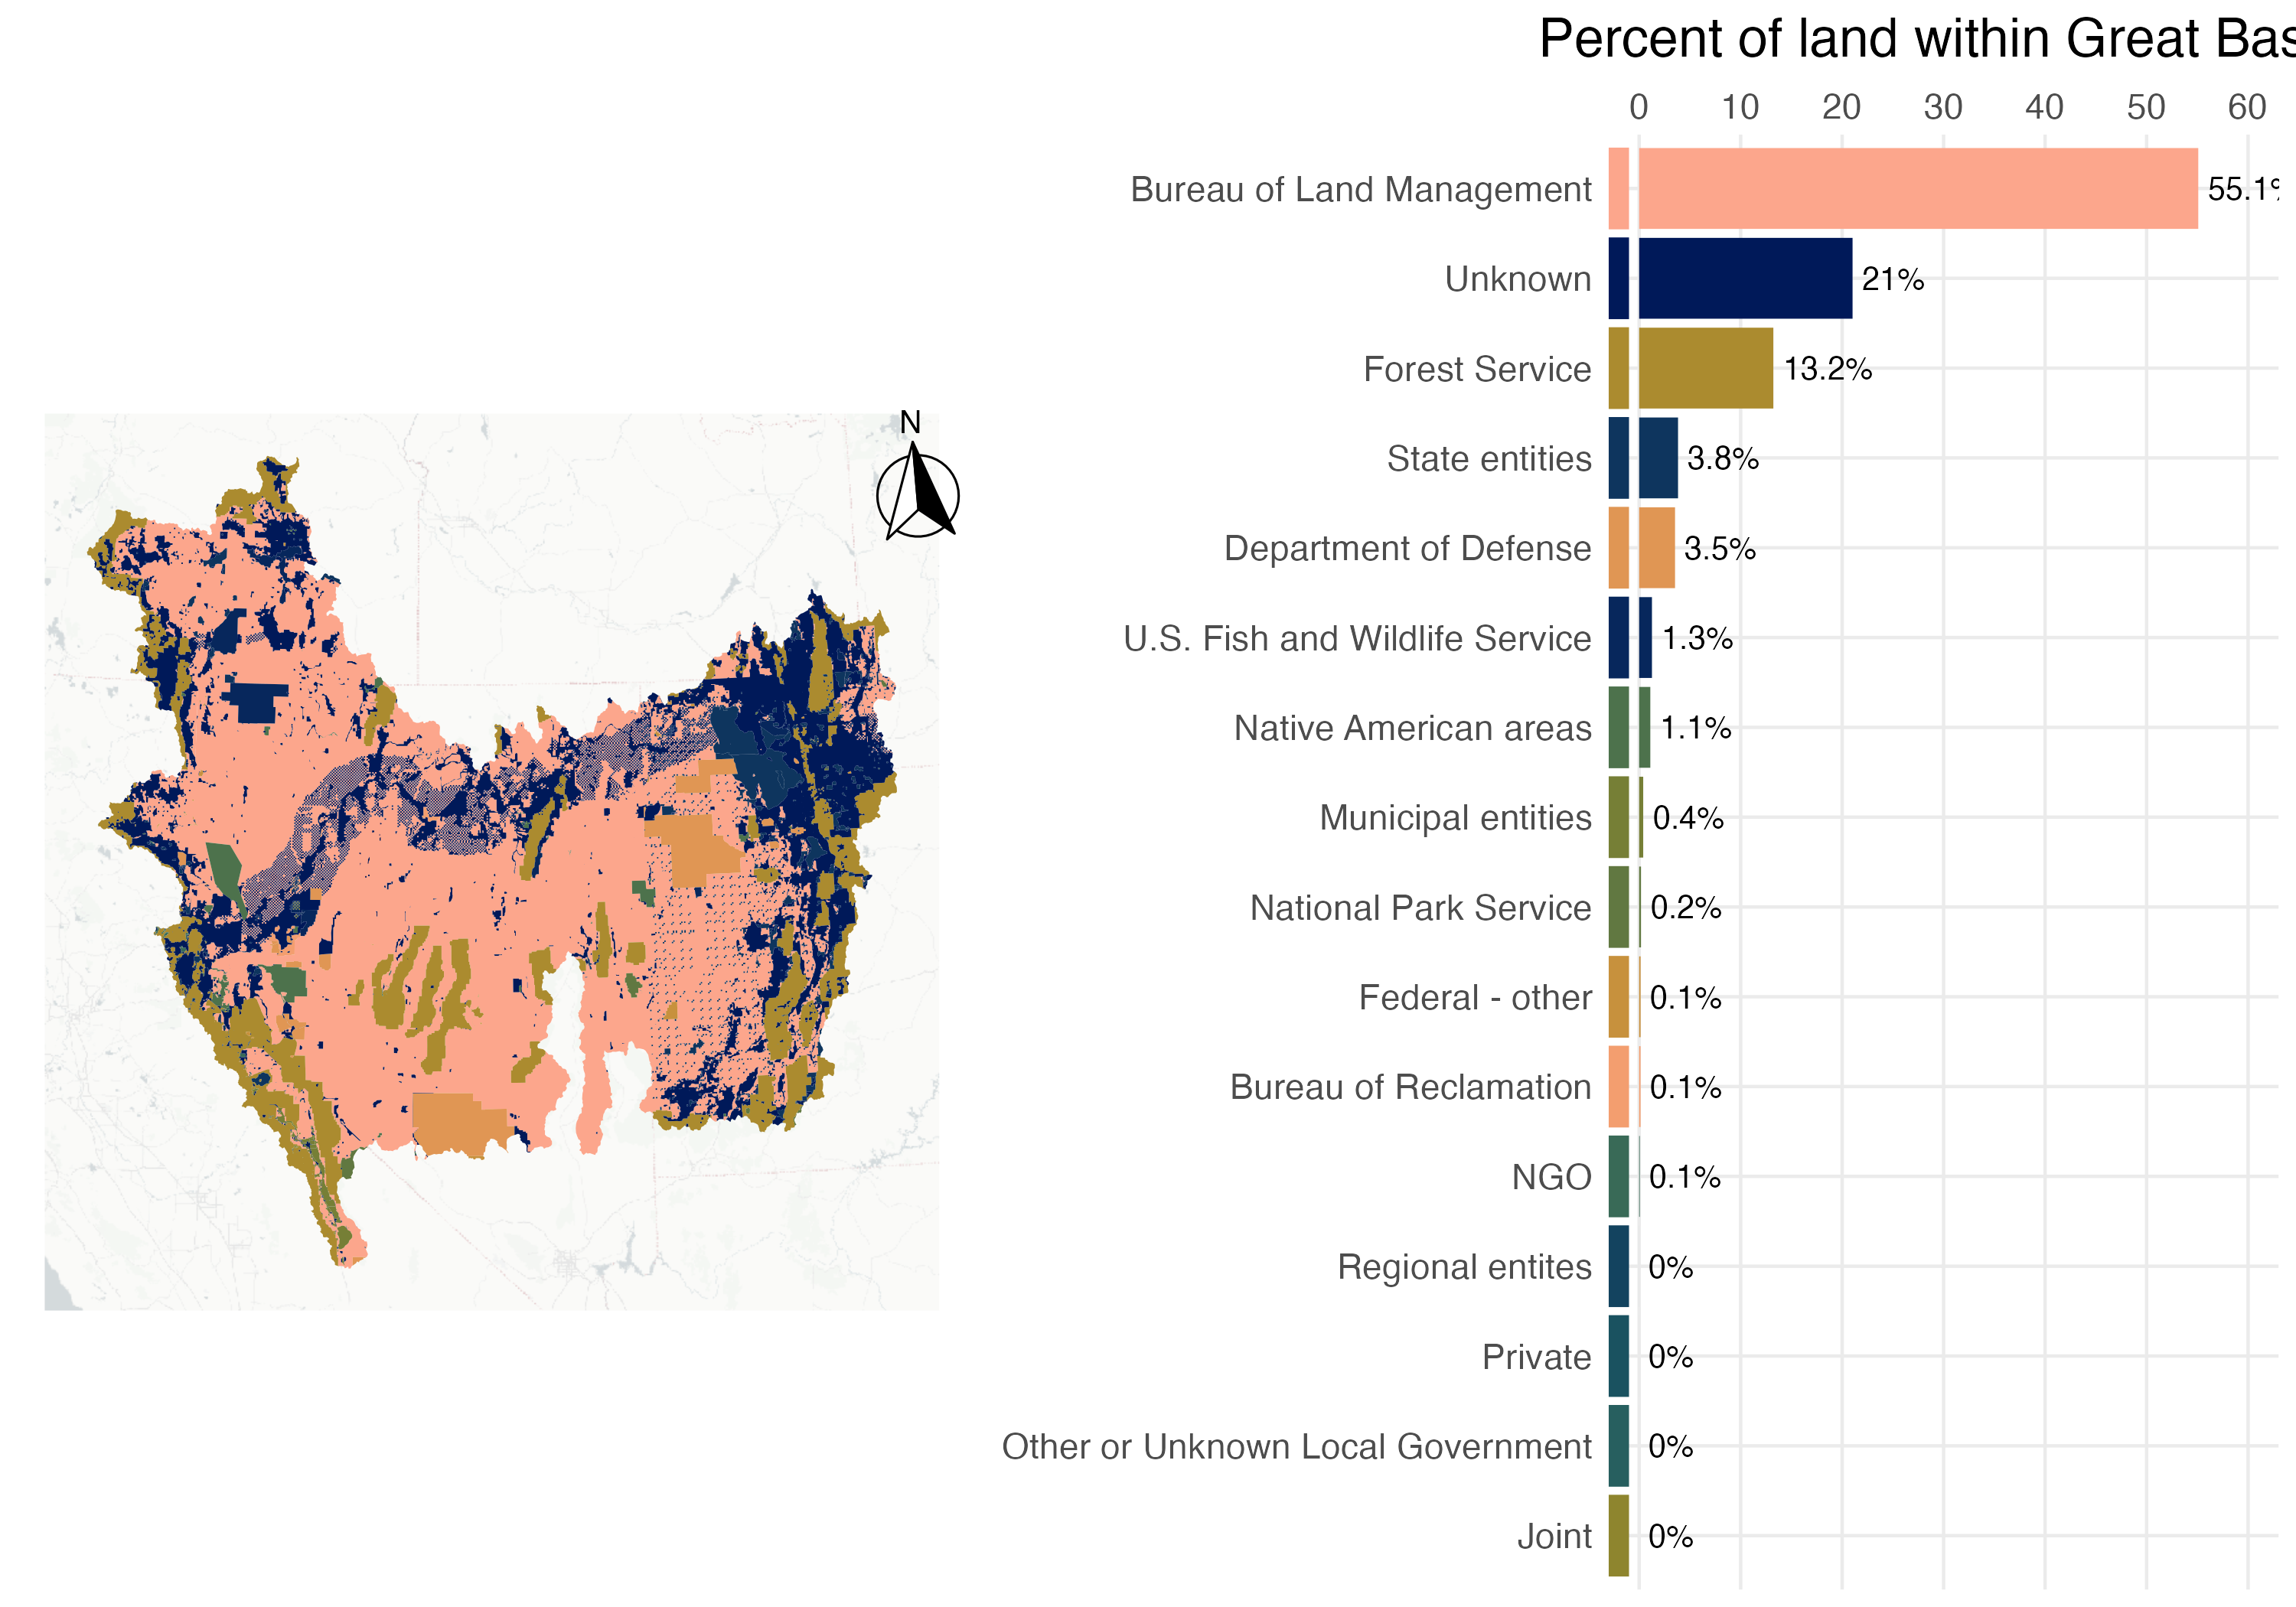 Percent of land within Great Bas
0 10 20 30 40 50 60
Bureau of Land Management 55.1%
Unknown 21%
Forest Service 13.2%
State entities 3.8%
Department of Defense 3.5%
U.S. Fish and Wildlife Service 1.3%
Native American areas 1.1%
Municipal entities 0.4%
National Park Service 0.2%
Federal - other 0.1%
Bureau of Reclamation 0.1%
NGO 0.1%
Regional entites 0%
Private 0%
Other or Unknown Local Government 0%
Joint 0%
N